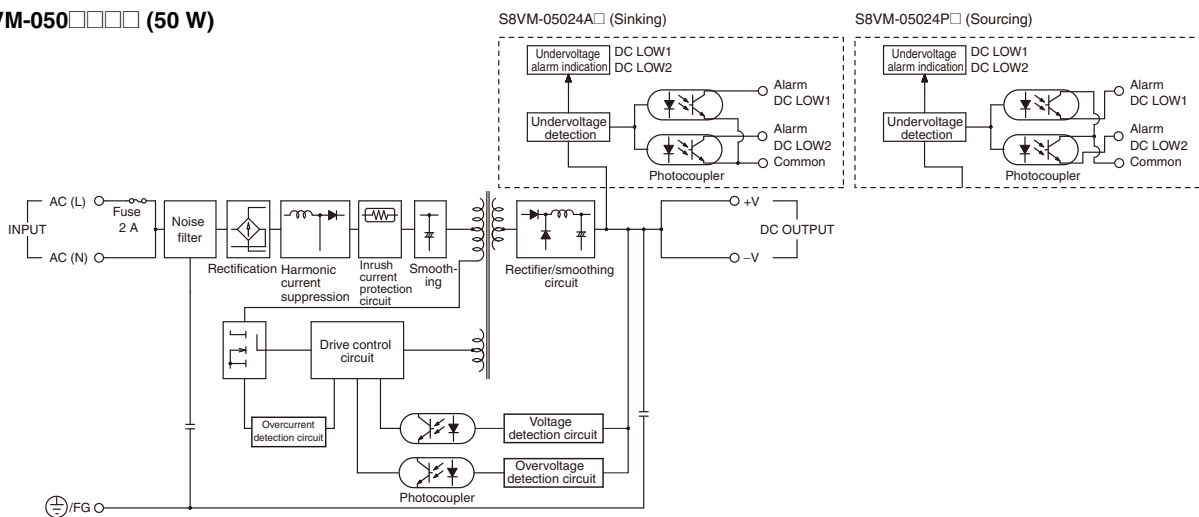 VM-050□□□□ (50 W)
S8VM-05024A□ (Sinking)
Undervoltage
alarm indication
DC LOW1
DC LOW2
Undervoltage
detection
Alarm
DC LOW1
Alarm
DC LOW2
Common
Photocoupler
S8VM-05024P□ (Sourcing)
Undervoltage
alarm indication
DC LOW1
DC LOW2
Undervoltage
detection
Alarm
DC LOW1
Alarm
DC LOW2
Common
Photocoupler
INPUT
AC (L)
AC (N)
Fuse
2 A
Noise
filter
Rectification
Harmonic
current
suppression
Inrush
current
protection
circuit
Smooth-
ing
Rectifier/smoothing
circuit
+V
DC OUTPUT
–V
Drive control
circuit
Overcurrent
detection circuit
Voltage
detection circuit
Overvoltage
detection circuit
Photocoupler
/FG